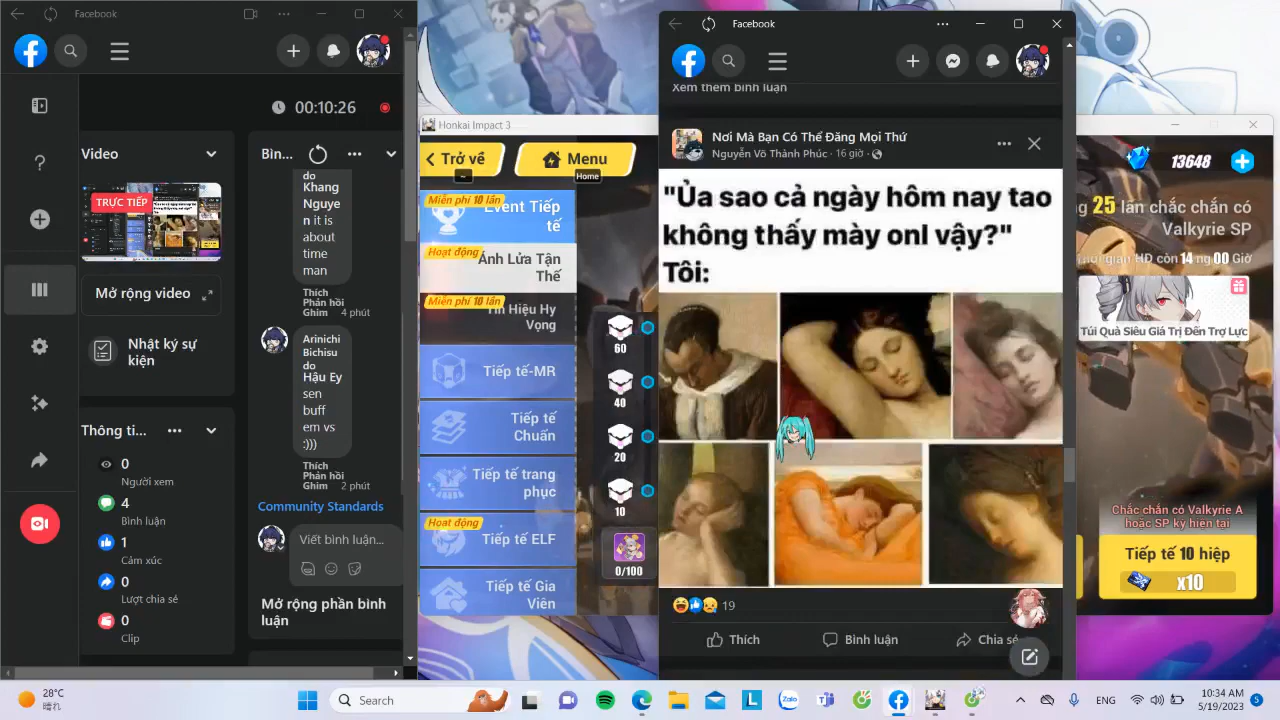 Facebook
00:10:26
Video
TRỰC TIẾP
Mở rộng video
Nhật ký sự
kiện
Thông ti...
0
Người xem
4
Bình luận
1
Cảm xúc
0
Lượt chia sẻ
0
Clip
Bìn...
do
Khang
Nguye
n it is
about
time
man
Thích
Phản hồi
Ghim 4 phút
Arinichi
Bichisu
do
Hậu Ey
sen
buff
em vs
:)))
Thích
Phản hồi
Ghim 2 phút
Community Standards
Viết bình luận...
Mở rộng phần bình
luận
Honkai Impact 3
Trở về
Menu
Home
Miễn phí 10 lần
Event Tiếp
tế
Hoạt động
Ánh Lửa Tận
Thế
Miễn phí 10 lần
Tín Hiệu Hy
Vọng
Tiếp tế-MR
Tiếp tế
Chuẩn
Tiếp tế trang
phục
Hoạt động
Tiếp tế ELF
Tiếp tế Gia
Viên
60
40
20
10
0/100
Facebook
Xem thêm bình luận
Nơi Mà Bạn Có Thể Đăng Mọi Thứ
Nguyễn Võ Thành Phúc · 16 giờ ·
"Ủa sao cả ngày hôm nay tao
không thấy mày onl vậy?"
Tôi:
19
Thích
Bình luận
Chia sẻ
13648
25 lần chắc chắn có
Valkyrie SP
HĐ còn 14 ng 00 Giờ
Túi Quà Siêu Giá Trị Đến Trợ Lực
Chắc chắn có Valkyrie A
hoặc SP kỳ hiện tại
Tiếp tế 10 hiệp
x10
28°C
晴れ
Search
Zalo
ENG
10:34 AM
5/19/2023
5